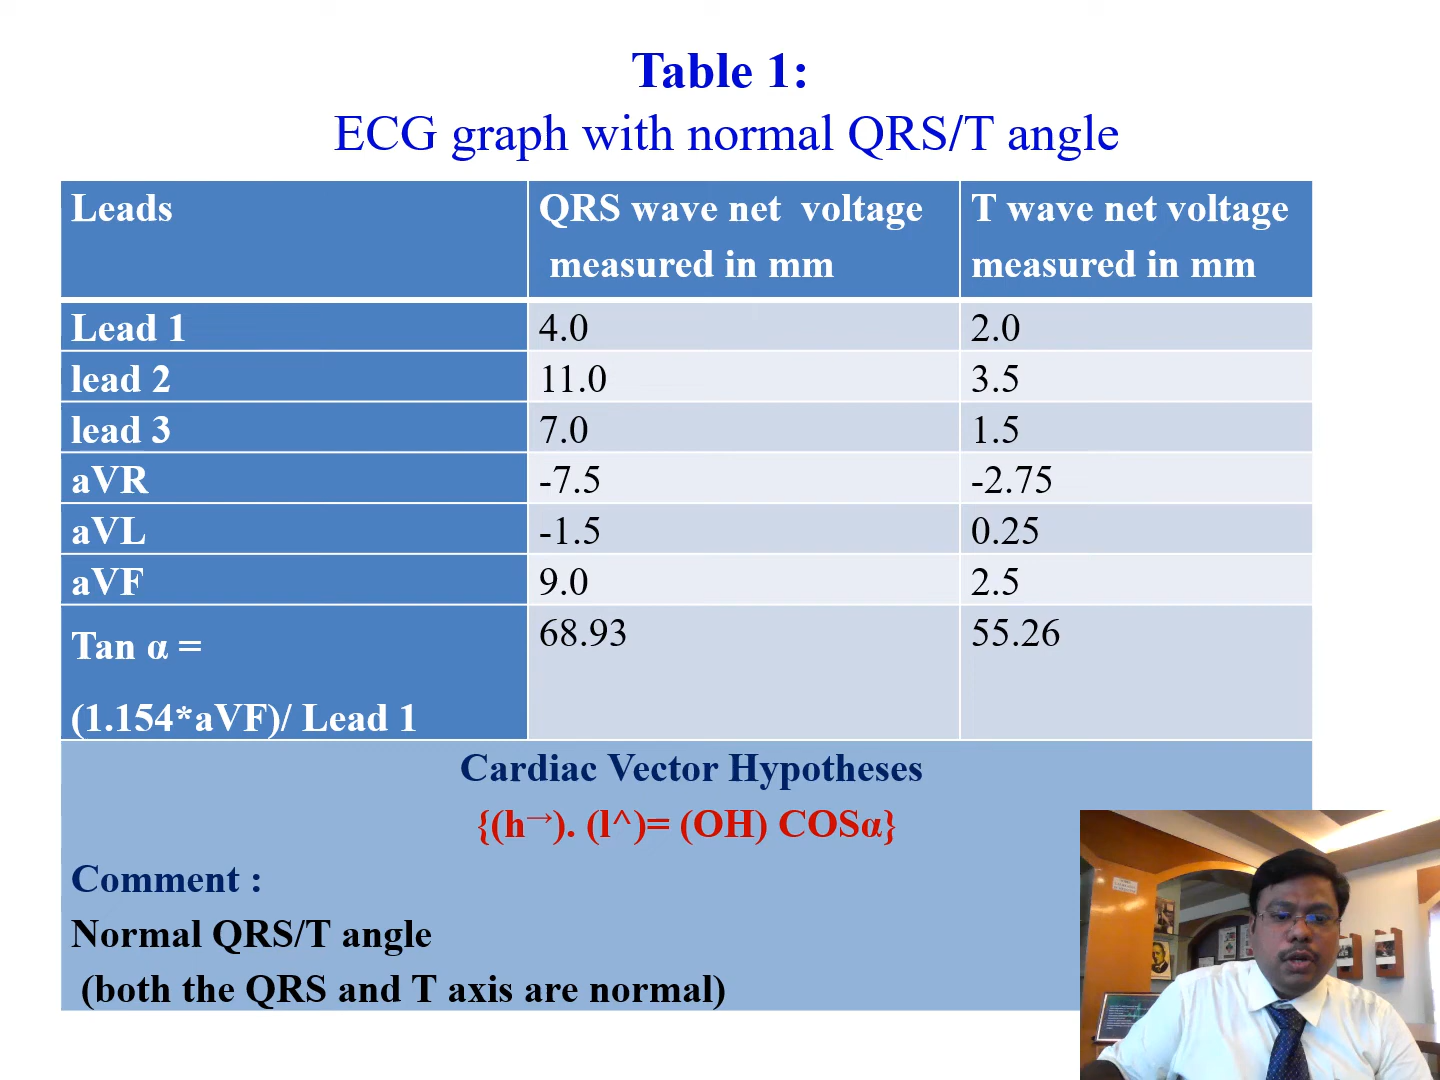 Table 1:
ECG graph with normal QRS/T angle
Leads
QRS wave net voltage
measured in mm
T wave net voltage
measured in mm
Lead 1
4.0
2.0
lead 2
11.0
3.5
lead 3
7.0
1.5
aVR
-7.5
-2.75
aVL
-1.5
0.25
aVF
9.0
2.5
Tan α =
(1.154*aVF)/ Lead 1
68.93
55.26
Cardiac Vector Hypotheses
{(h→). (l^)= (OH) COSα}
Comment :
Normal QRS/T angle
(both the QRS and T axis are normal)